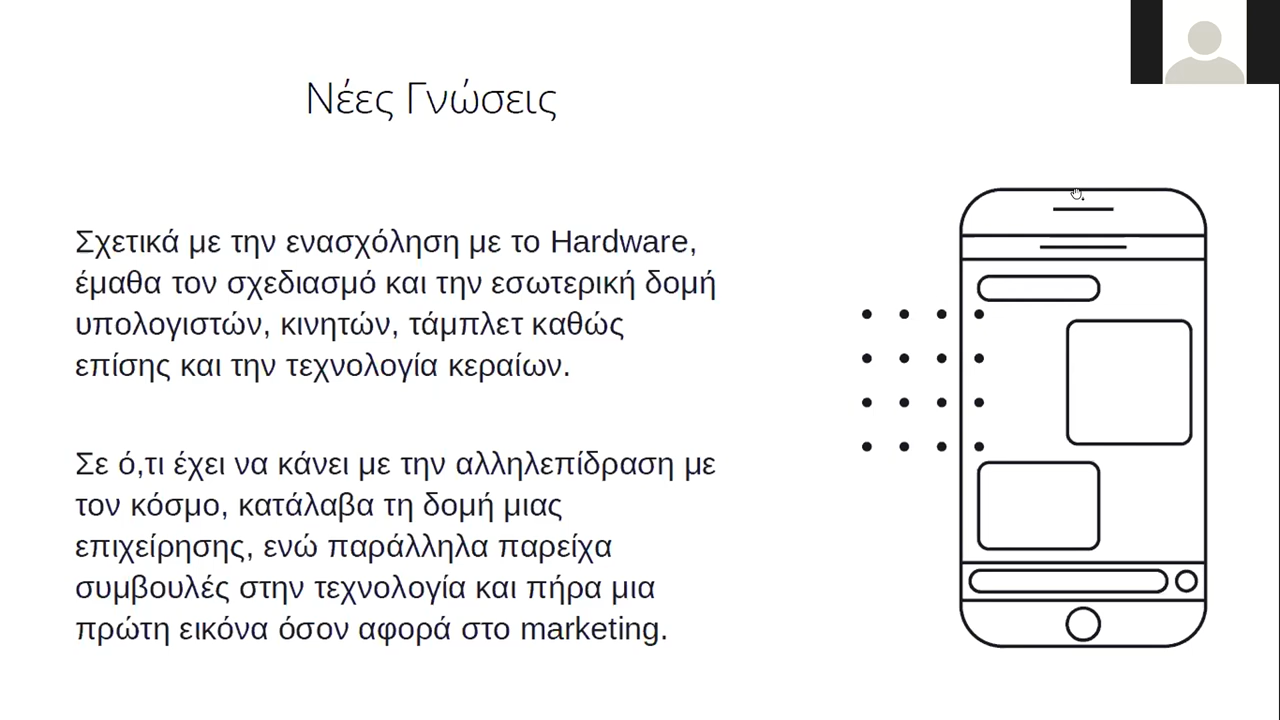 Νέες Γνώσεις
Σχετικά με την ενασχόληση με το Hardware,
έμαθα τον σχεδιασμό και την εσωτερική δομή
υπολογιστών, κινητών, τάμπλετ καθώς
επίσης και την τεχνολογία κεραίων.
Σε ό,τι έχει να κάνει με την αλληλεπίδραση με
τον κόσμο, κατάλαβα τη δομή μιας
επιχείρησης, ενώ παράλληλα παρείχα
συμβουλές στην τεχνολογία και πήρα μια
πρώτη εικόνα όσον αφορά στο marketing.